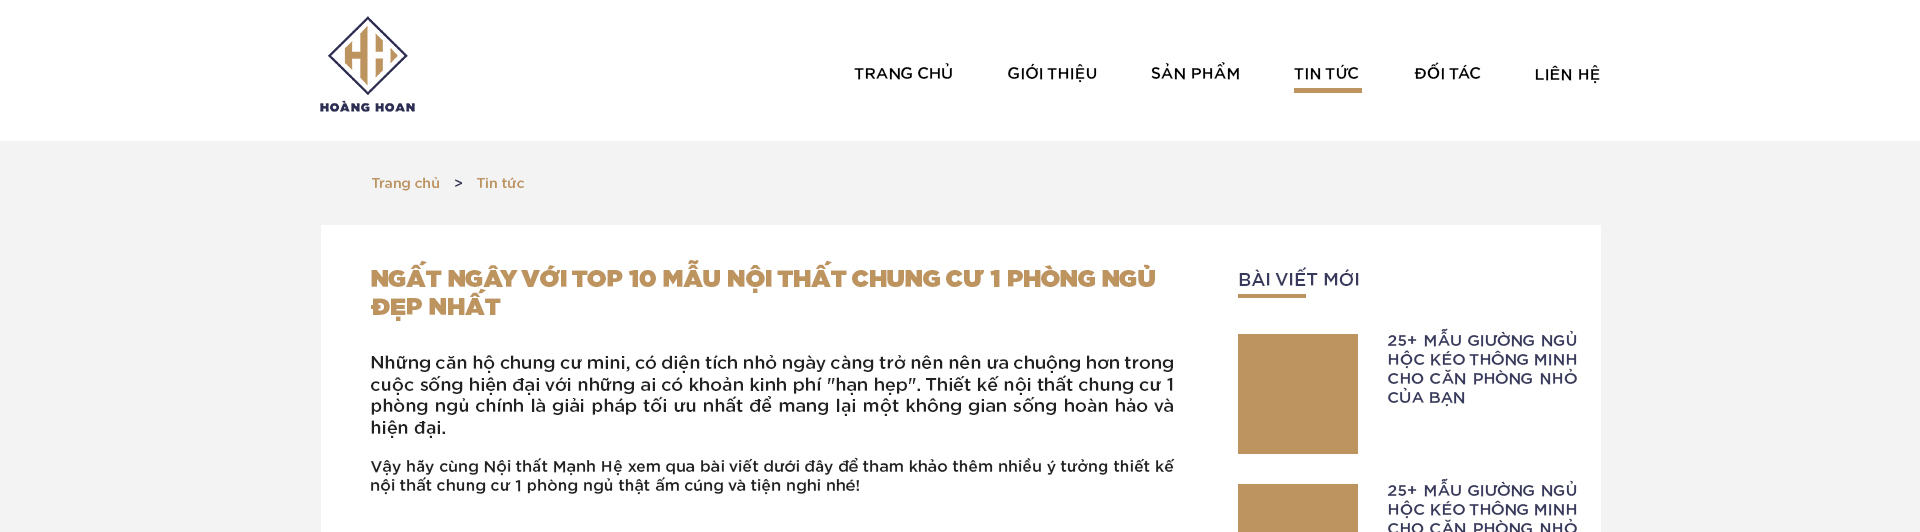 HOÀNG HOAN
TRANG CHỦ GIỚI THIỆU SẢN PHẨM TIN TỨC ĐỐI TÁC LIÊN HỆ
Trang chủ > Tin tức
NGẤT NGÂY VỚI TOP 10 MẪU NỘI THẤT CHUNG CƯ 1 PHÒNG NGỦ
ĐẸP NHẤT
Những căn hộ chung cư mini, có diện tích nhỏ ngày càng trở nên nên ưa chuộng hơn trong
cuộc sống hiện đại với những ai có khoản kinh phí "hạn hẹp". Thiết kế nội thất chung cư 1
phòng ngủ chính là giải pháp tối ưu nhất để mang lại một không gian sống hoàn hảo và
hiện đại.
Vậy hãy cùng Nội thất Mạnh Hệ xem qua bài viết dưới đây để tham khảo thêm nhiều ý tưởng thiết kế
nội thất chung cư 1 phòng ngủ thật ấm cúng và tiện nghi nhé!
BÀI VIẾT MỚI
25+ MẪU GIƯỜNG NGỦ
HỘC KÉO THÔNG MINH
CHO CĂN PHÒNG NHỎ
CỦA BẠN
25+ MẪU GIƯỜNG NGỦ
HỘC KÉO THÔNG MINH
CHO CĂN PHÒNG NHỎ